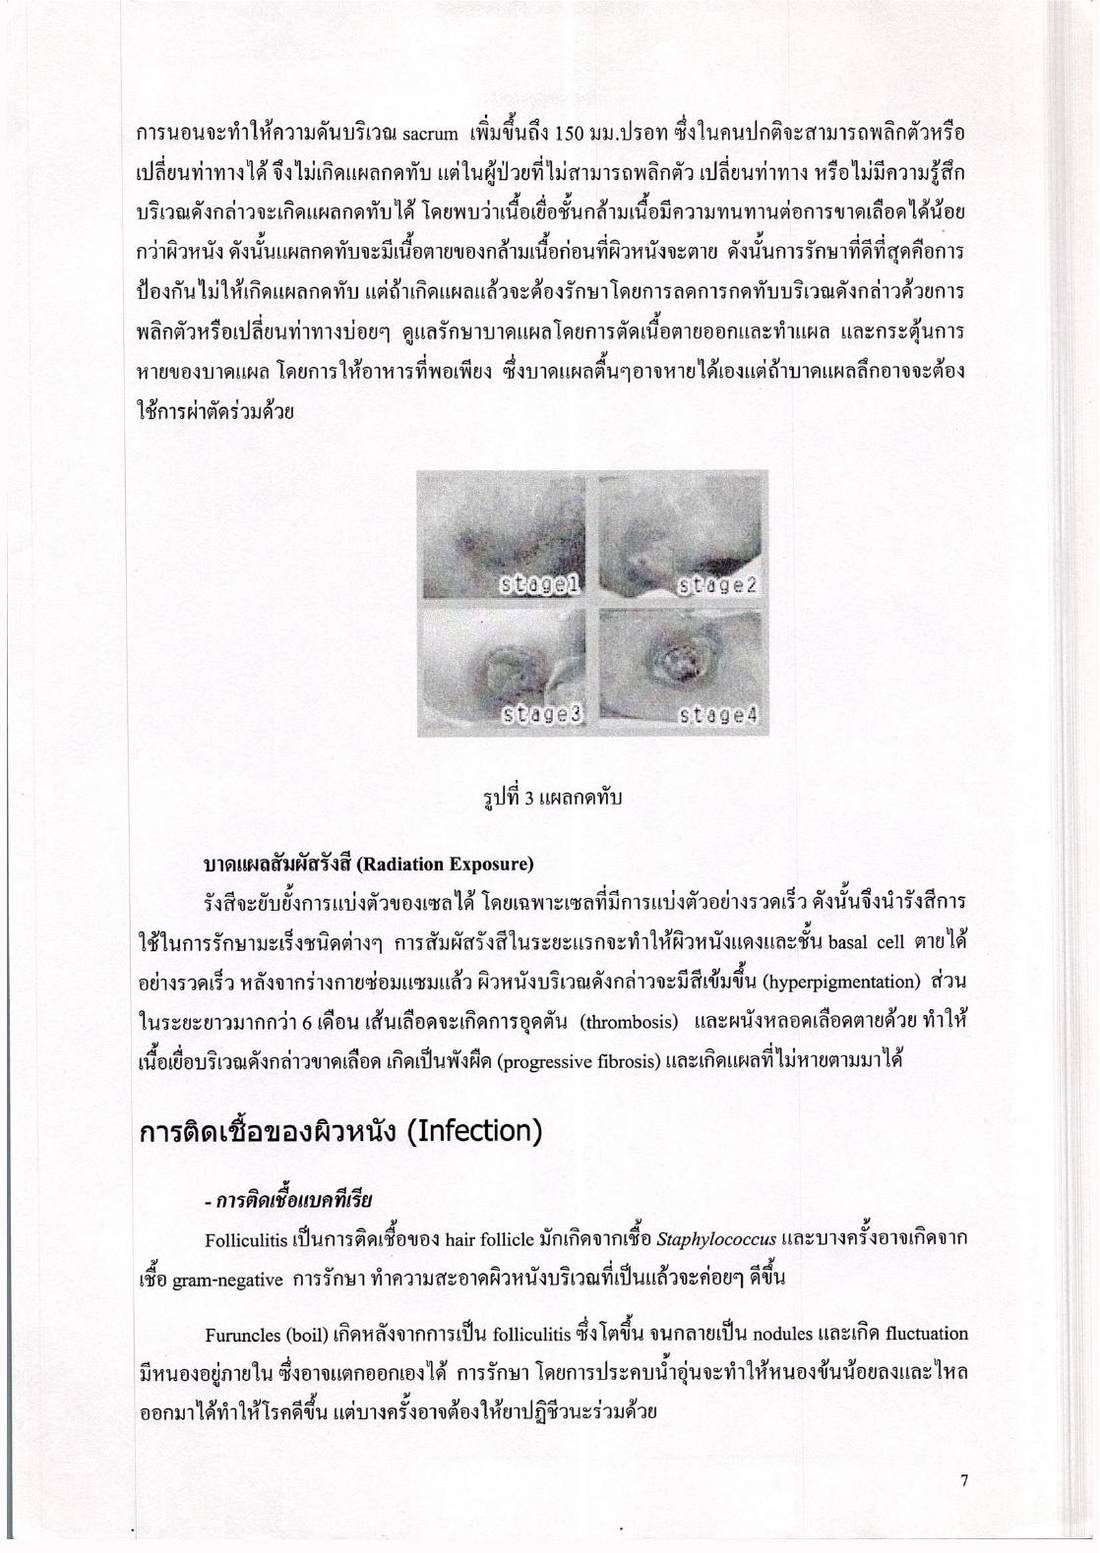 การนอนจะทำให้ความดันบริเวณ sacrum เพิ่มขึ้นถึง 150 มม.ปรอท ซึ่งในคนปกติจะสามารถพลิกตัวหรือ
เปลี่ยนท่าทางได้ จึงไม่เกิดแผลกดทับ แต่ในผู้ป่วยที่ไม่สามารถพลิกตัว เปลี่ยนท่าทาง หรือไม่มีความรู้สึก
บริเวณดังกล่าวจะเกิดแผลกดทับได้ โดยพบว่าเนื้อเยื่อชั้นกล้ามเนื้อมีความทนทานต่อการขาดเลือดได้น้อย
กว่าผิวหนัง ดังนั้นแผลกดทับจะมีเนื้อตายของกล้ามเนื้อก่อนที่ผิวหนังจะตาย ดังนั้นการรักษาที่ดีที่สุดคือการ
ป้องกันไม่ให้เกิดแผลกดทับ แต่ถ้าเกิดแผลแล้วจะต้องรักษาโดยการลดการกดทับบริเวณดังกล่าวด้วยการ
พลิกตัวหรือเปลี่ยนท่าทางบ่อยๆ ดูแลรักษาบาดแผลโดยการตัดเนื้อตายออกและทำแผล และกระตุ้นการ
หายของบาดแผล โดยการให้อาหารที่พอเพียง ซึ่งบาดแผลตื้นๆอาจหายได้เองแต่ถ้าบาดแผลลึกอาจจะต้อง
ใช้การผ่าตัดร่วมด้วย
stage1
stage2
stage3
stage4
รูปที่ 3 แผลกดทับ
บาดแผลสัมผัสรังสี (Radiation Exposure)
รังสีจะยับยั้งการแบ่งตัวของเซลได้ โดยเฉพาะเซลที่มีการแบ่งตัวอย่างรวดเร็ว ดังนั้นจึงนำรังสีการ
ใช้ในการรักษามะเร็งชนิดต่างๆ การสัมผัสรังสีในระยะแรกจะทำให้ผิวหนังแดงและชั้น basal cell ตายได้
อย่างรวดเร็ว หลังจากร่างกายซ่อมแซมแล้ว ผิวหนังบริเวณดังกล่าวจะมีสีเข้มขึ้น (hyperpigmentation) ส่วน
ในระยะยาวมากกว่า 6 เดือน เส้นเลือดจะเกิดการอุดตัน (thrombosis) และผนังหลอดเลือดตายด้วย ทำให้
เนื้อเยื่อบริเวณดังกล่าวขาดเลือด เกิดเป็นพังผืด (progressive fibrosis) และเกิดแผลที่ไม่หายตามมาได้
การติดเชื้อของผิวหนัง (Infection)
- การติดเชื้อแบคทีเรีย
Folliculitis เป็นการติดเชื้อของ hair follicle มักเกิดจากเชื้อ Staphylococcus และบางครั้งอาจเกิดจาก
เชื้อ gram-negative การรักษา ทำความสะอาดผิวหนังบริเวณที่เป็นแล้วจะค่อยๆ ดีขึ้น
Furuncles (boil) เกิดหลังจากการเป็น folliculitis ซึ่งโตขึ้น จนกลายเป็น nodules และเกิด fluctuation
มีหนองอยู่ภายใน ซึ่งอาจแตกออกเองได้ การรักษา โดยการประคบน้ำอุ่นจะทำให้หนองข้นน้อยลงและไหล
ออกมาได้ทำให้โรคดีขึ้น แต่บางครั้งอาจต้องให้ยาปฏิชีวนะร่วมด้วย
7